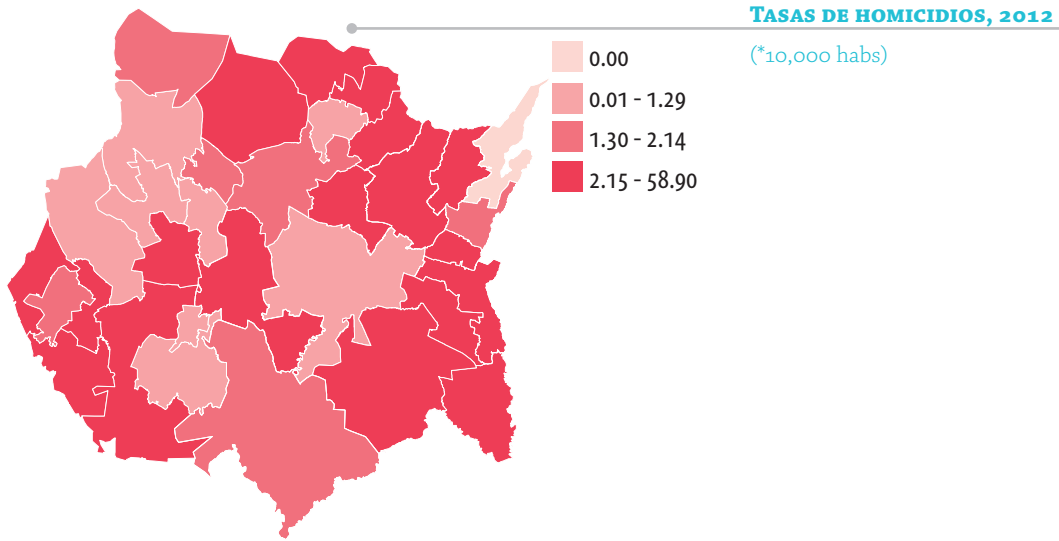 TASAS DE HOMICIDIOS, 2012
(*10,000 habs)
0.00
0.01 - 1.29
1.30 - 2.14
2.15 - 58.90